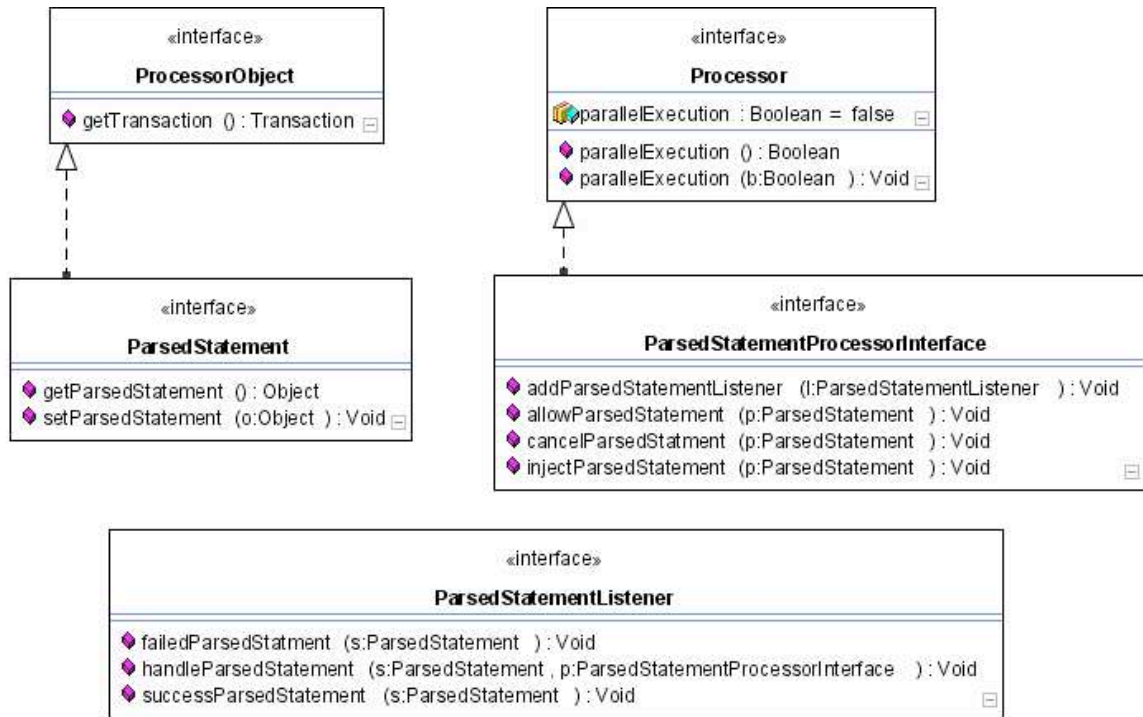 «interface»
ProcessorObject
getTransaction () : Transaction
«interface»
Processor
parallelExecution : Boolean = false
parallelExecution () : Boolean
parallelExecution (b:Boolean ) : Void
«interface»
ParsedStatement
getParsedStatement () : Object
setParsedStatement (o:Object ) : Void
«interface»
ParsedStatementProcessorInterface
addParsedStatementListener (l:ParsedStatementListener ) : Void
allowParsedStatement (p:ParsedStatement ) : Void
cancelParsedStatment (p:ParsedStatement ) : Void
injectParsedStatement (p:ParsedStatement ) : Void
«interface»
ParsedStatementListener
failedParsedStatment (s:ParsedStatement ) : Void
handleParsedStatement (s:ParsedStatement , p:ParsedStatementProcessorInterface ) : Void
successParsedStatement (s:ParsedStatement ) : Void